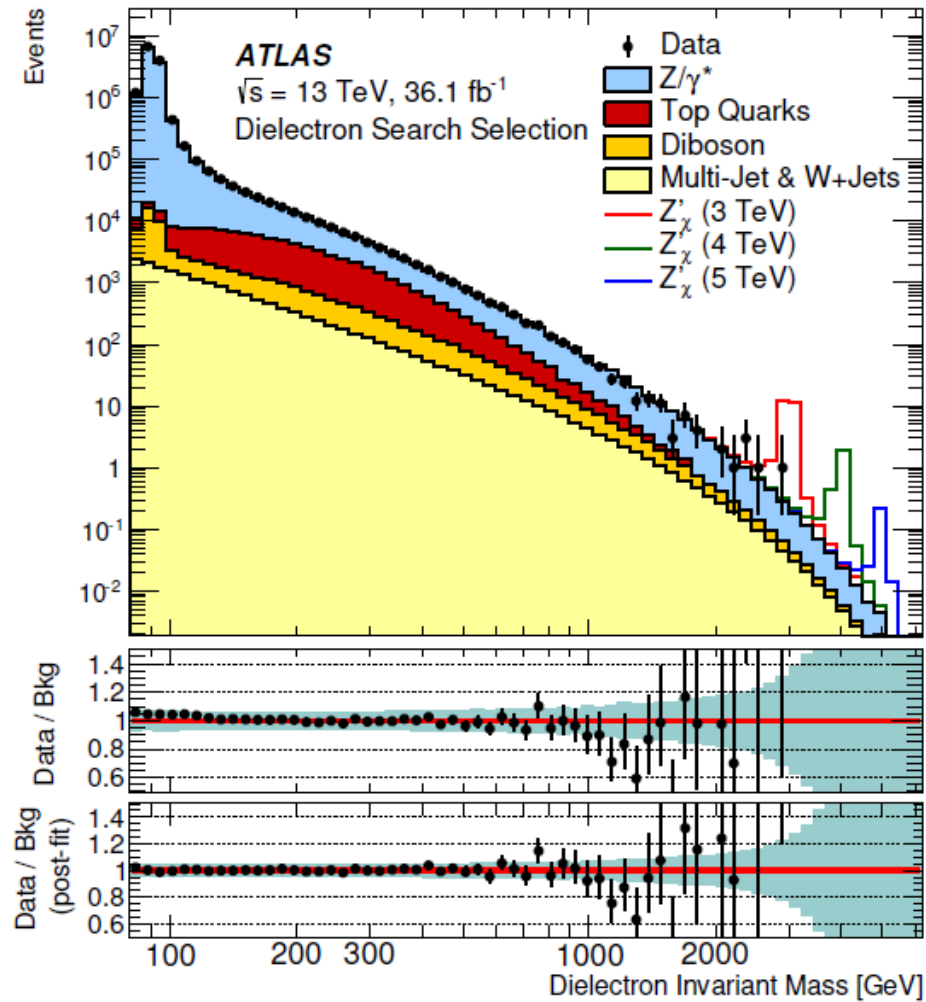 Events
10⁷
10⁶
10⁵
10⁴
10³
10²
10
1
10⁻¹
10⁻²
ATLAS
√s = 13 TeV, 36.1 fb⁻¹
Dielectron Search Selection
Data
Z/γ*
Top Quarks
Diboson
Multi-Jet & W+Jets
Z'χ (3 TeV)
Z'χ (4 TeV)
Z'χ (5 TeV)
Data / Bkg
1.4
1.2
1
0.8
0.6
Data / Bkg
(post-fit)
1.4
1.2
1
0.8
0.6
100 200 300 1000 2000
Dielectron Invariant Mass [GeV]